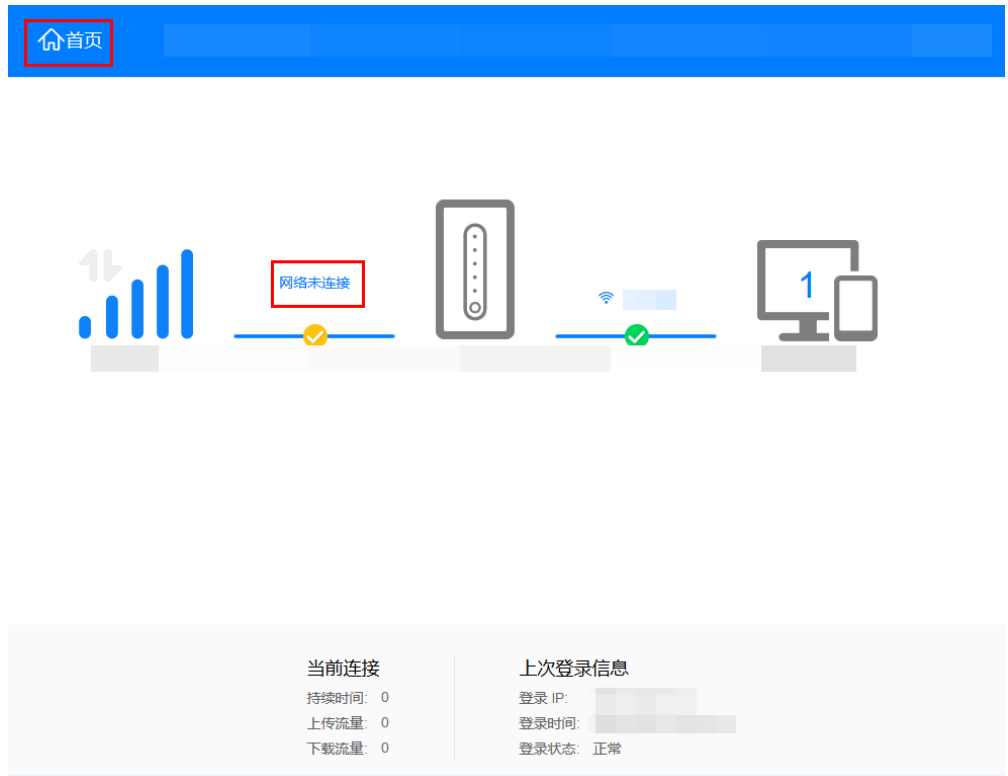 首页
网络未连接
1
当前连接
持续时间: 0
上传流量: 0
下载流量: 0
上次登录信息
登录 IP:
登录时间:
登录状态: 正常